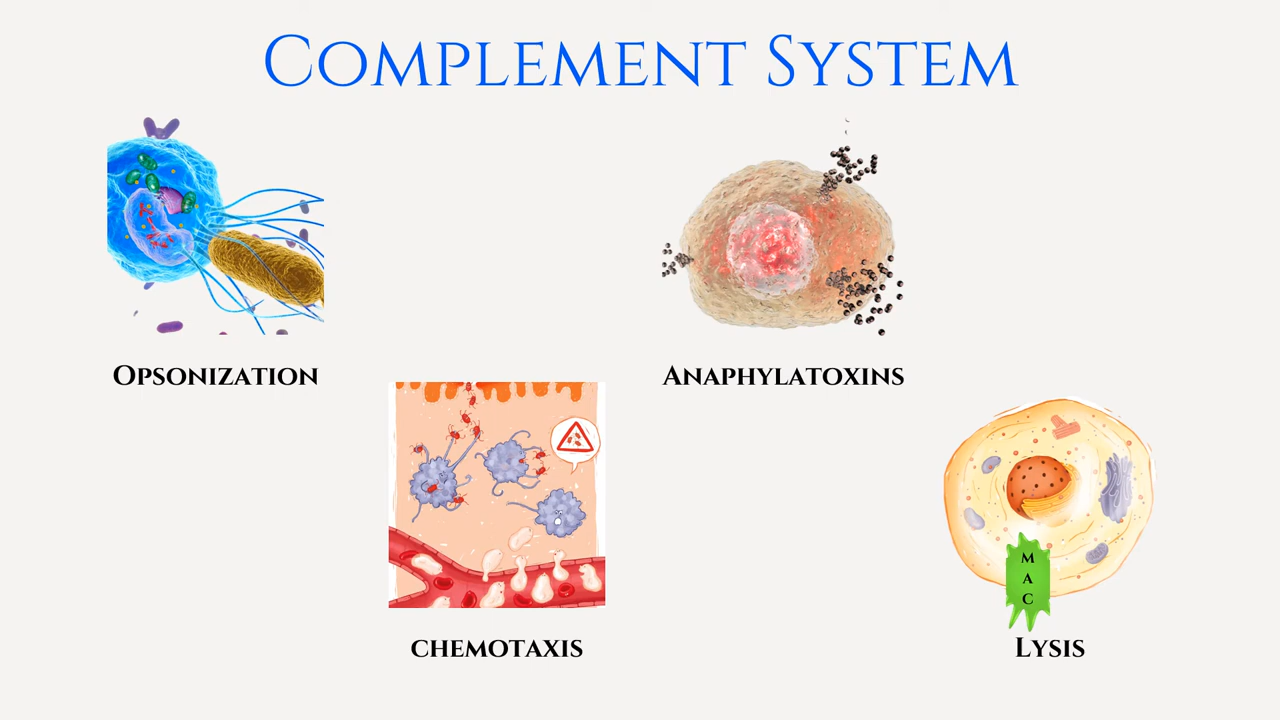 Complement System
Opsonization
Anaphylatoxins
chemotaxis
M
A
C
Lysis